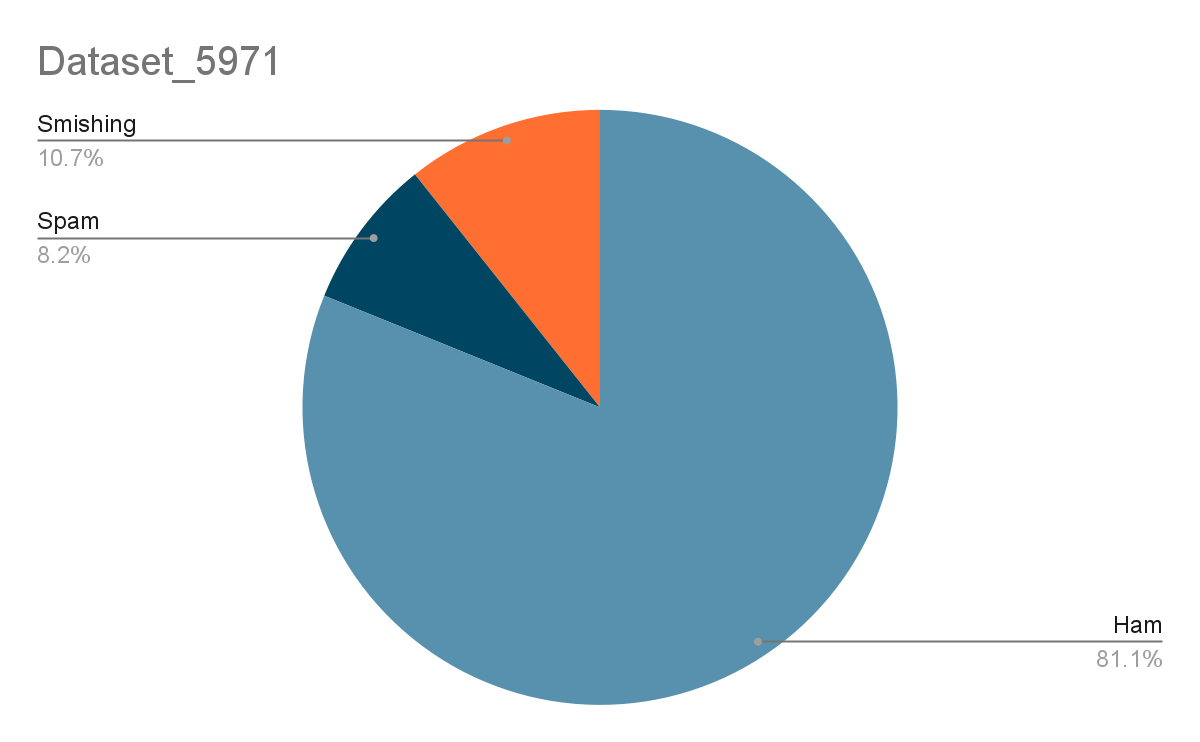 Dataset_5971
Smishing
10.7%
Spam
8.2%
Ham
81.1%